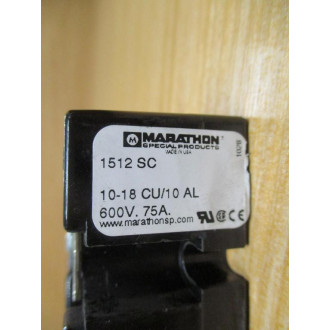 MARATHON
SPECIAL PRODUCTS
MADE IN USA
1512 SC
10-18 CU/10 AL
600V. 75A.
www.marathonsp.com